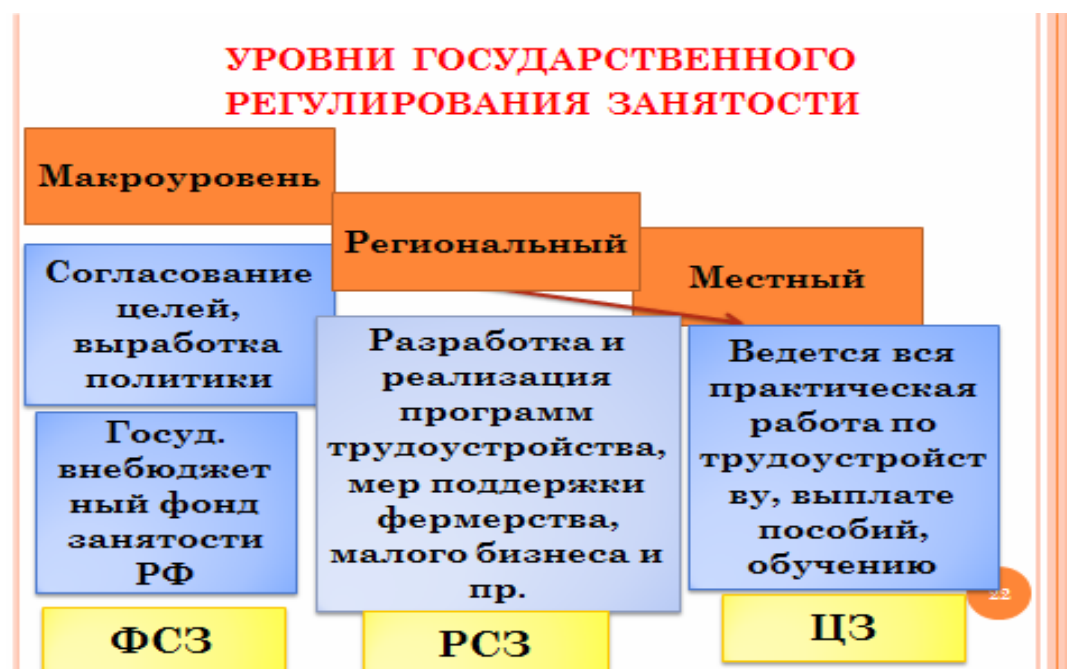 УРОВНИ ГОСУДАРСТВЕННОГО
РЕГУЛИРОВАНИЯ ЗАНЯТОСТИ
Макроуровень
Согласование
целей,
выработка
политики
Госуд.
внебюджет
ный фонд
занятости
РФ
ФСЗ
Региональный
Разработка и
реализация
программ
трудоустройства,
мер поддержки
фермерства,
малого бизнеса и
пр.
РСЗ
Местный
Ведется вся
практическая
работа по
трудоустройст
ву, выплате
пособий,
обучению
ЦЗ
22